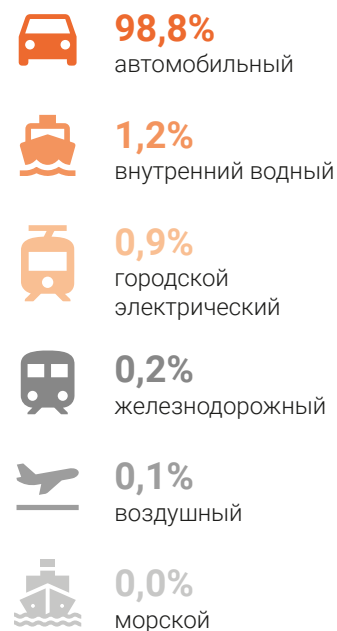 98,8%
автомобильный
1,2%
внутренний водный
0,9%
городской
электрический
0,2%
железнодорожный
0,1%
воздушный
0,0%
морской